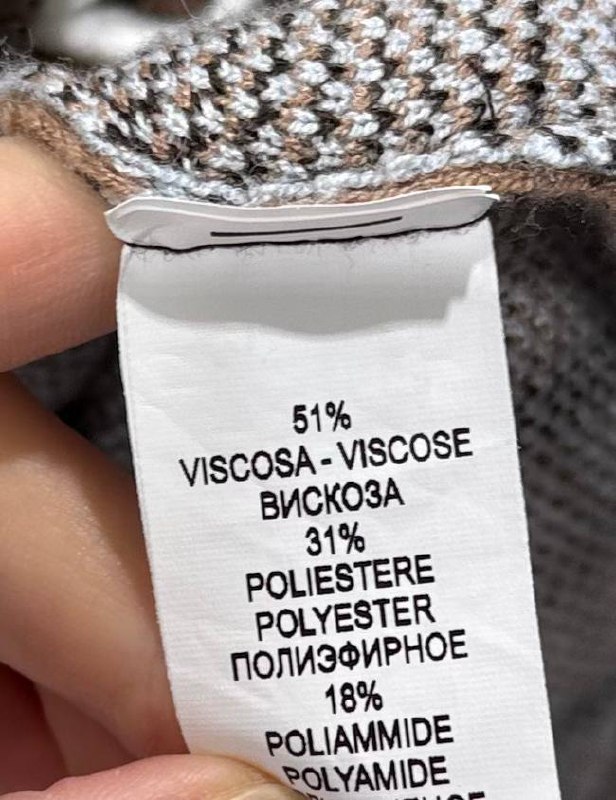 51%
VISCOSA - VISCOSE
ВИСКОЗА
31%
POLIESTERE
POLYESTER
ПОЛИЭФИРНОЕ
18%
POLIAMMIDE
POLYAMIDE